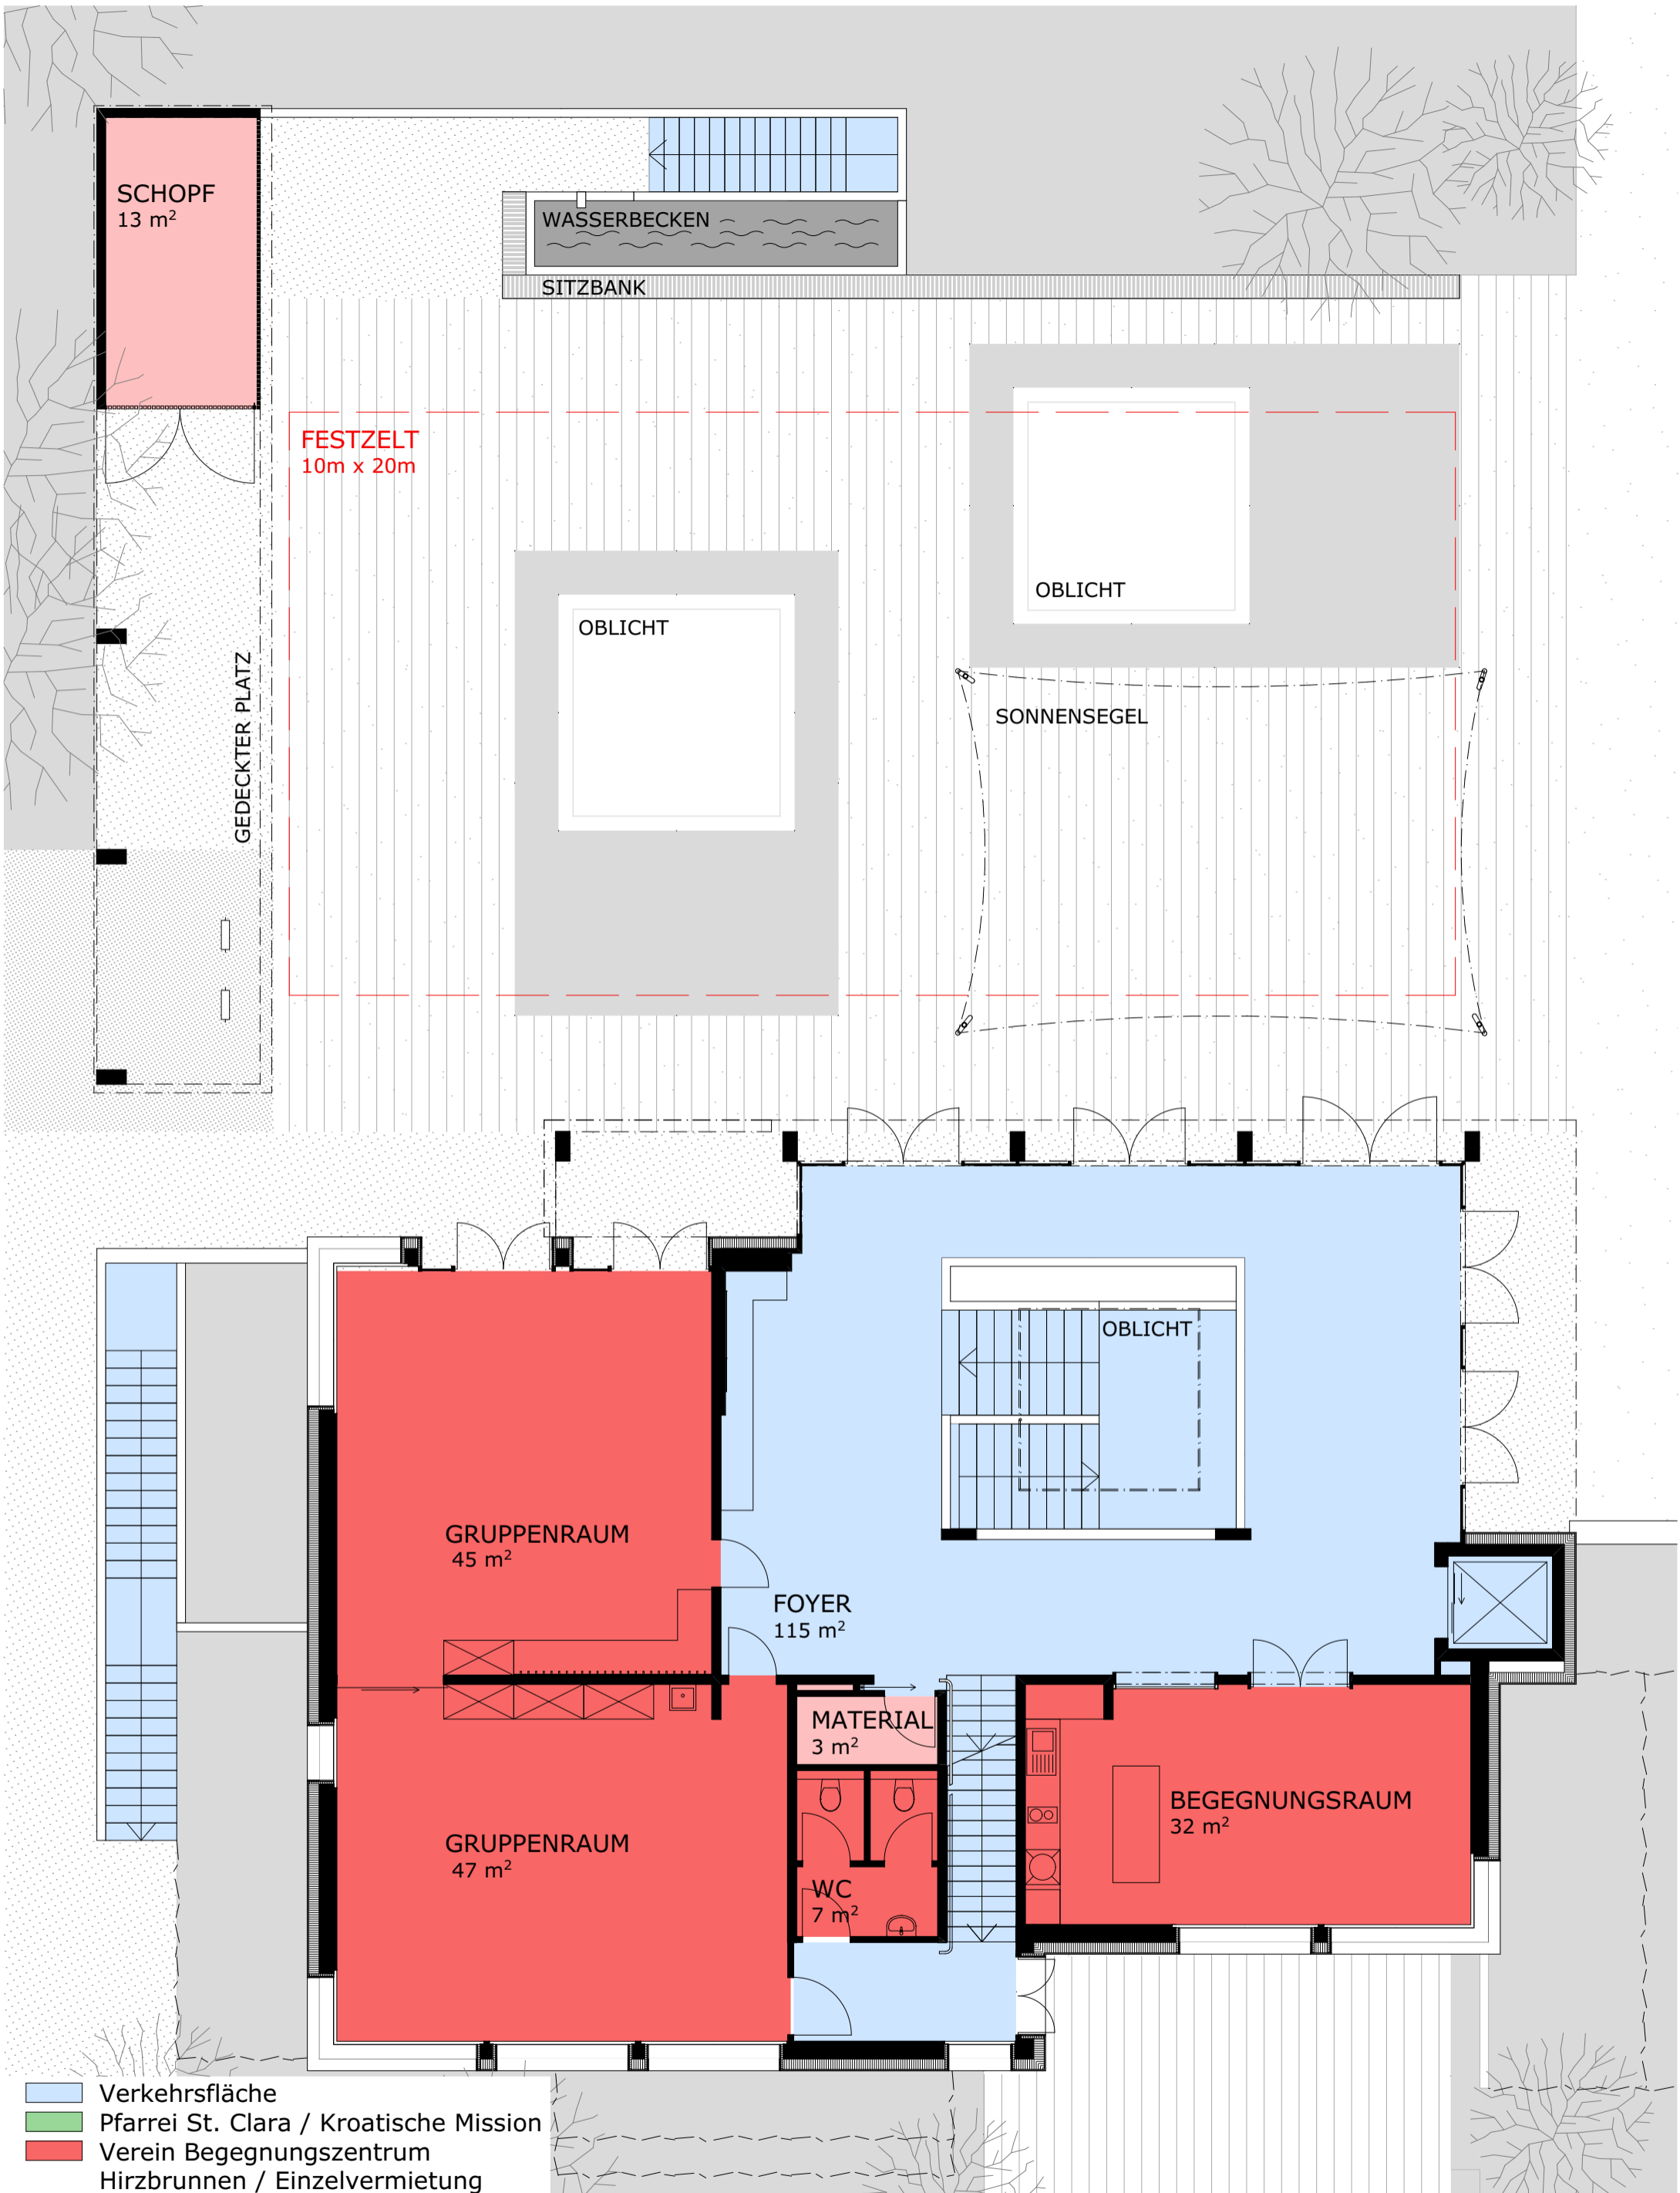 SCHOPF
13 m²
WASSERBECKEN
SITZBANK
FESTZELT
10m x 20m
OBLICHT
OBLICHT
GEDECKTER PLATZ
SONNENSEGEL
OBLICHT
GRUPPENRAUM
45 m²
FOYER
115 m²
MATERIAL
3 m²
BEGEGNUNGSRAUM
32 m²
GRUPPENRAUM
47 m²
WC
7 m²
Verkehrsfläche
Pfarrei St. Clara / Kroatische Mission
Verein Begegnungszentrum
Hirzbrunnen / Einzelvermietung